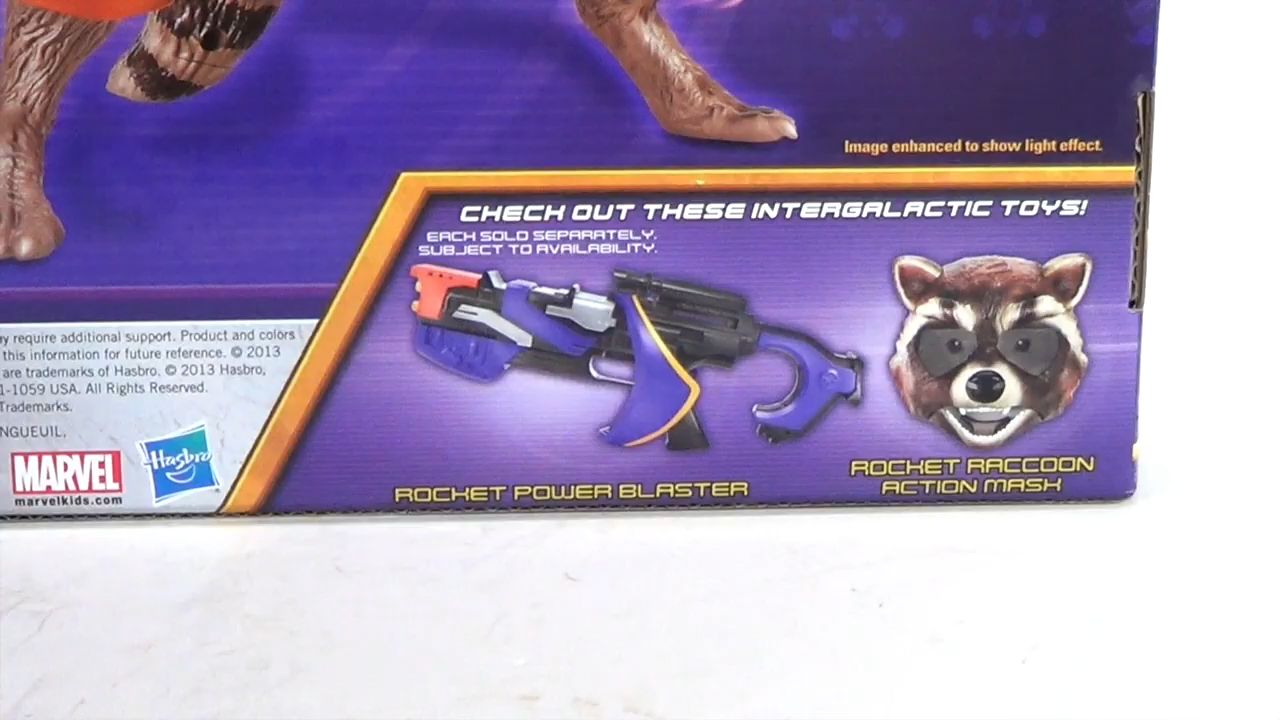 Image enhanced to show light effect.
CHECK OUT THESE INTERGALACTIC TOYS!
EACH SOLD SEPARATELY.
SUBJECT TO AVAILABILITY.
ROCKET POWER BLASTER
ROCKET RACCOON
ACTION MASK
require additional support. Product and colors
this information for future reference. © 2013
are trademarks of Hasbro. © 2013 Hasbro,
1-1059 USA. All Rights Reserved.
Trademarks.
NGUEUIL,
MARVEL
marvelkids.com
Hasbro